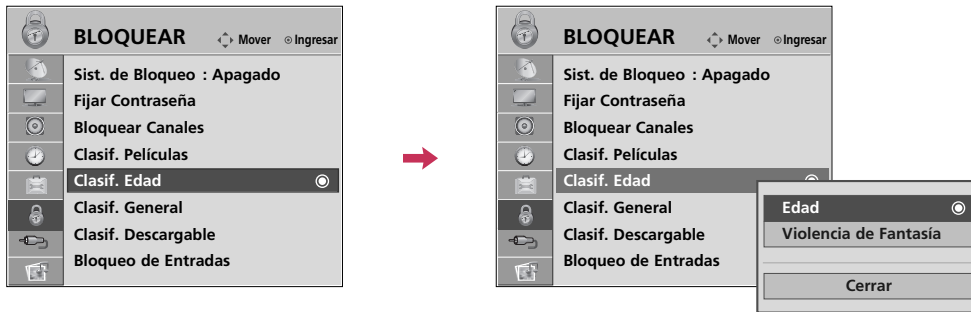 BLOQUEAR Mover Ingresar
Sist. de Bloqueo : Apagado
Fijar Contraseña
Bloquear Canales
Clasif. Películas
Clasif. Edad
Clasif. General
Clasif. Descargable
Bloqueo de Entradas
BLOQUEAR Mover Ingresar
Sist. de Bloqueo : Apagado
Fijar Contraseña
Bloquear Canales
Clasif. Películas
Clasif. Edad
Clasif. General
Clasif. Descargable
Bloqueo de Entradas
Edad
Violencia de Fantasía
Cerrar